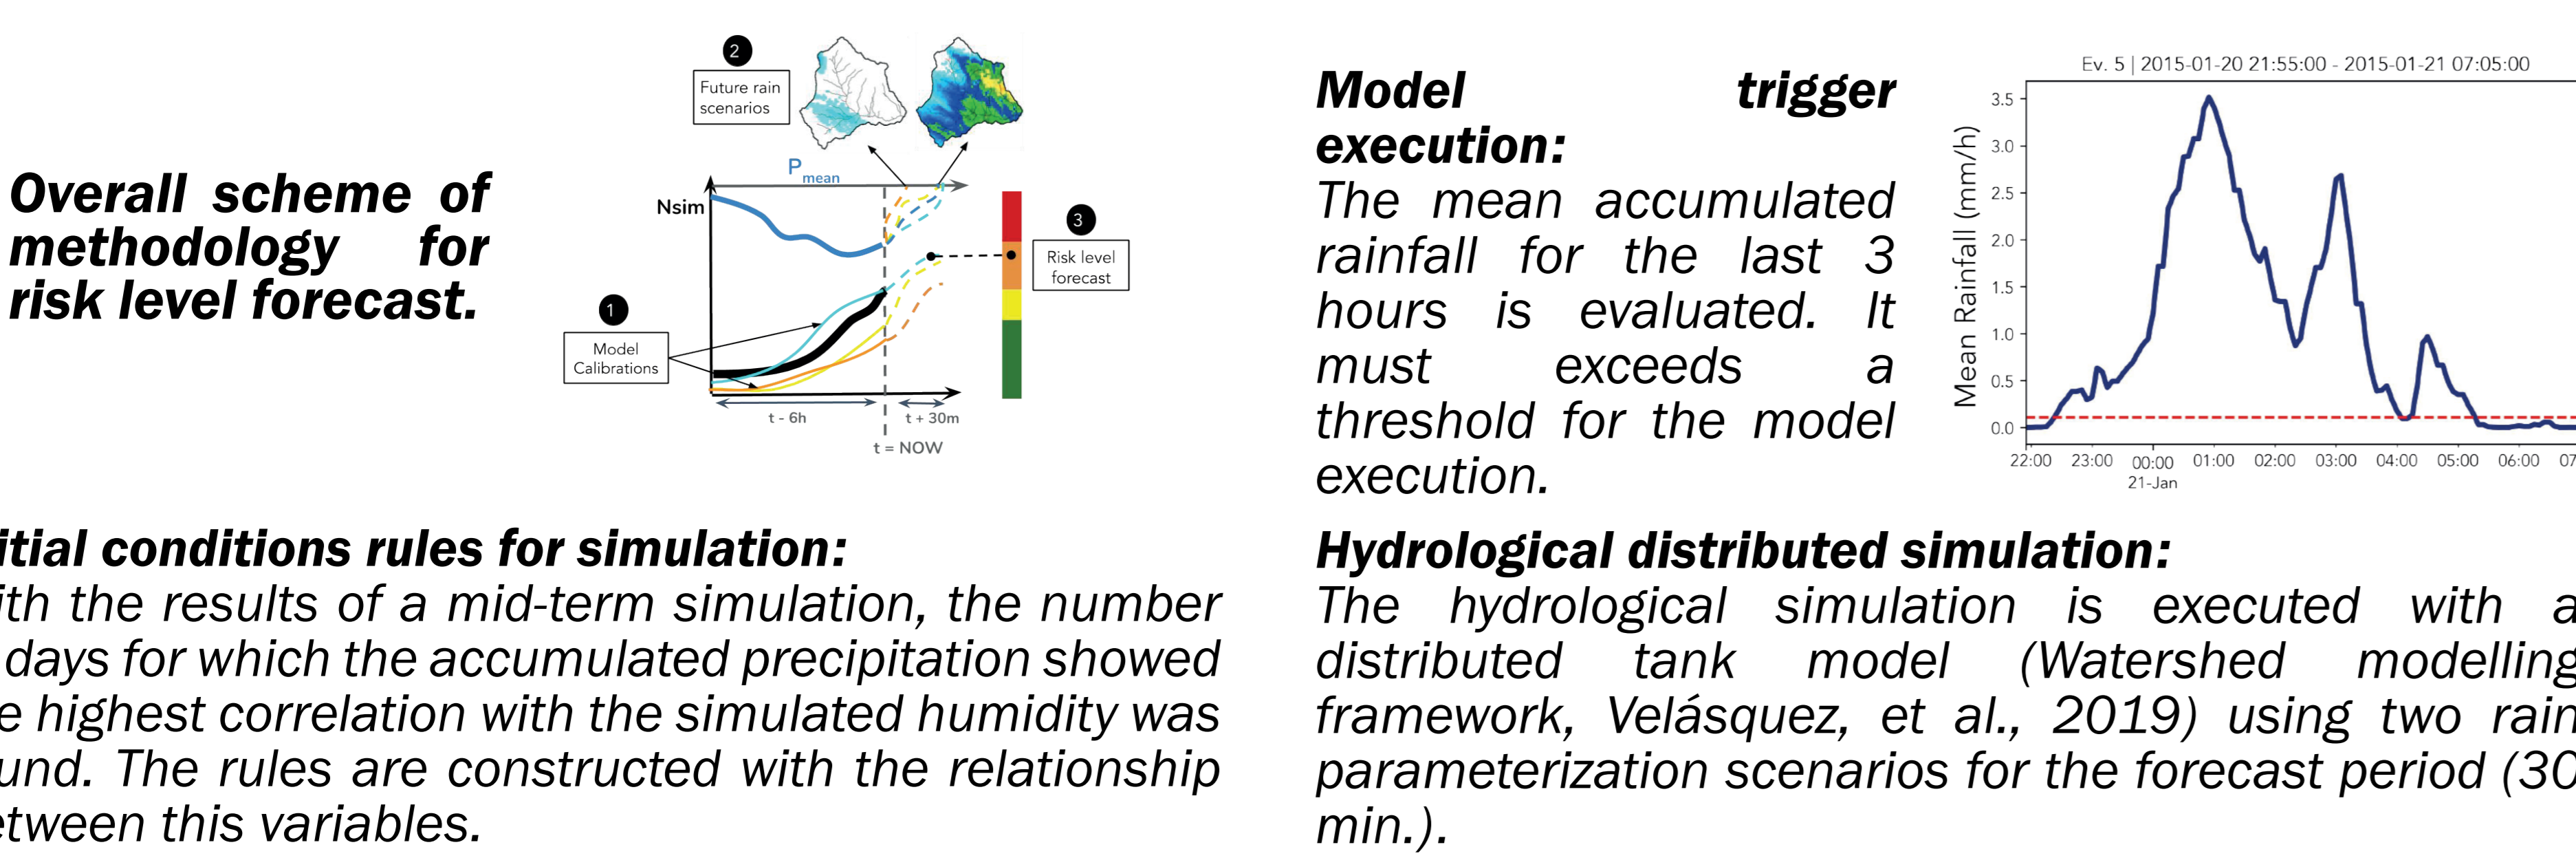 Overall scheme of
methodology for
risk level forecast.
2
Future rain
scenarios
P mean
Nsim
3
Risk level
forecast
1
Model
Calibrations
t - 6h
t + 30m
t = NOW
Model trigger
execution:
The mean accumulated
rainfall for the last 3
hours is evaluated. It
must exceeds a
threshold for the model
execution.
Ev. 5 | 2015-01-20 21:55:00 - 2015-01-21 07:05:00
Mean Rainfall (mm/h)
3.5
3.0
2.5
2.0
1.5
1.0
0.5
0.0
22:00 23:00 00:00 01:00 02:00 03:00 04:00 05:00 06:00 07
21-Jan
itial conditions rules for simulation:
ith the results of a mid-term simulation, the number
days for which the accumulated precipitation showed
e highest correlation with the simulated humidity was
und. The rules are constructed with the relationship
etween this variables.
Hydrological distributed simulation:
The hydrological simulation is executed with a
distributed tank model (Watershed modelling
framework, Velásquez, et al., 2019) using two rain
parameterization scenarios for the forecast period (30
min.).